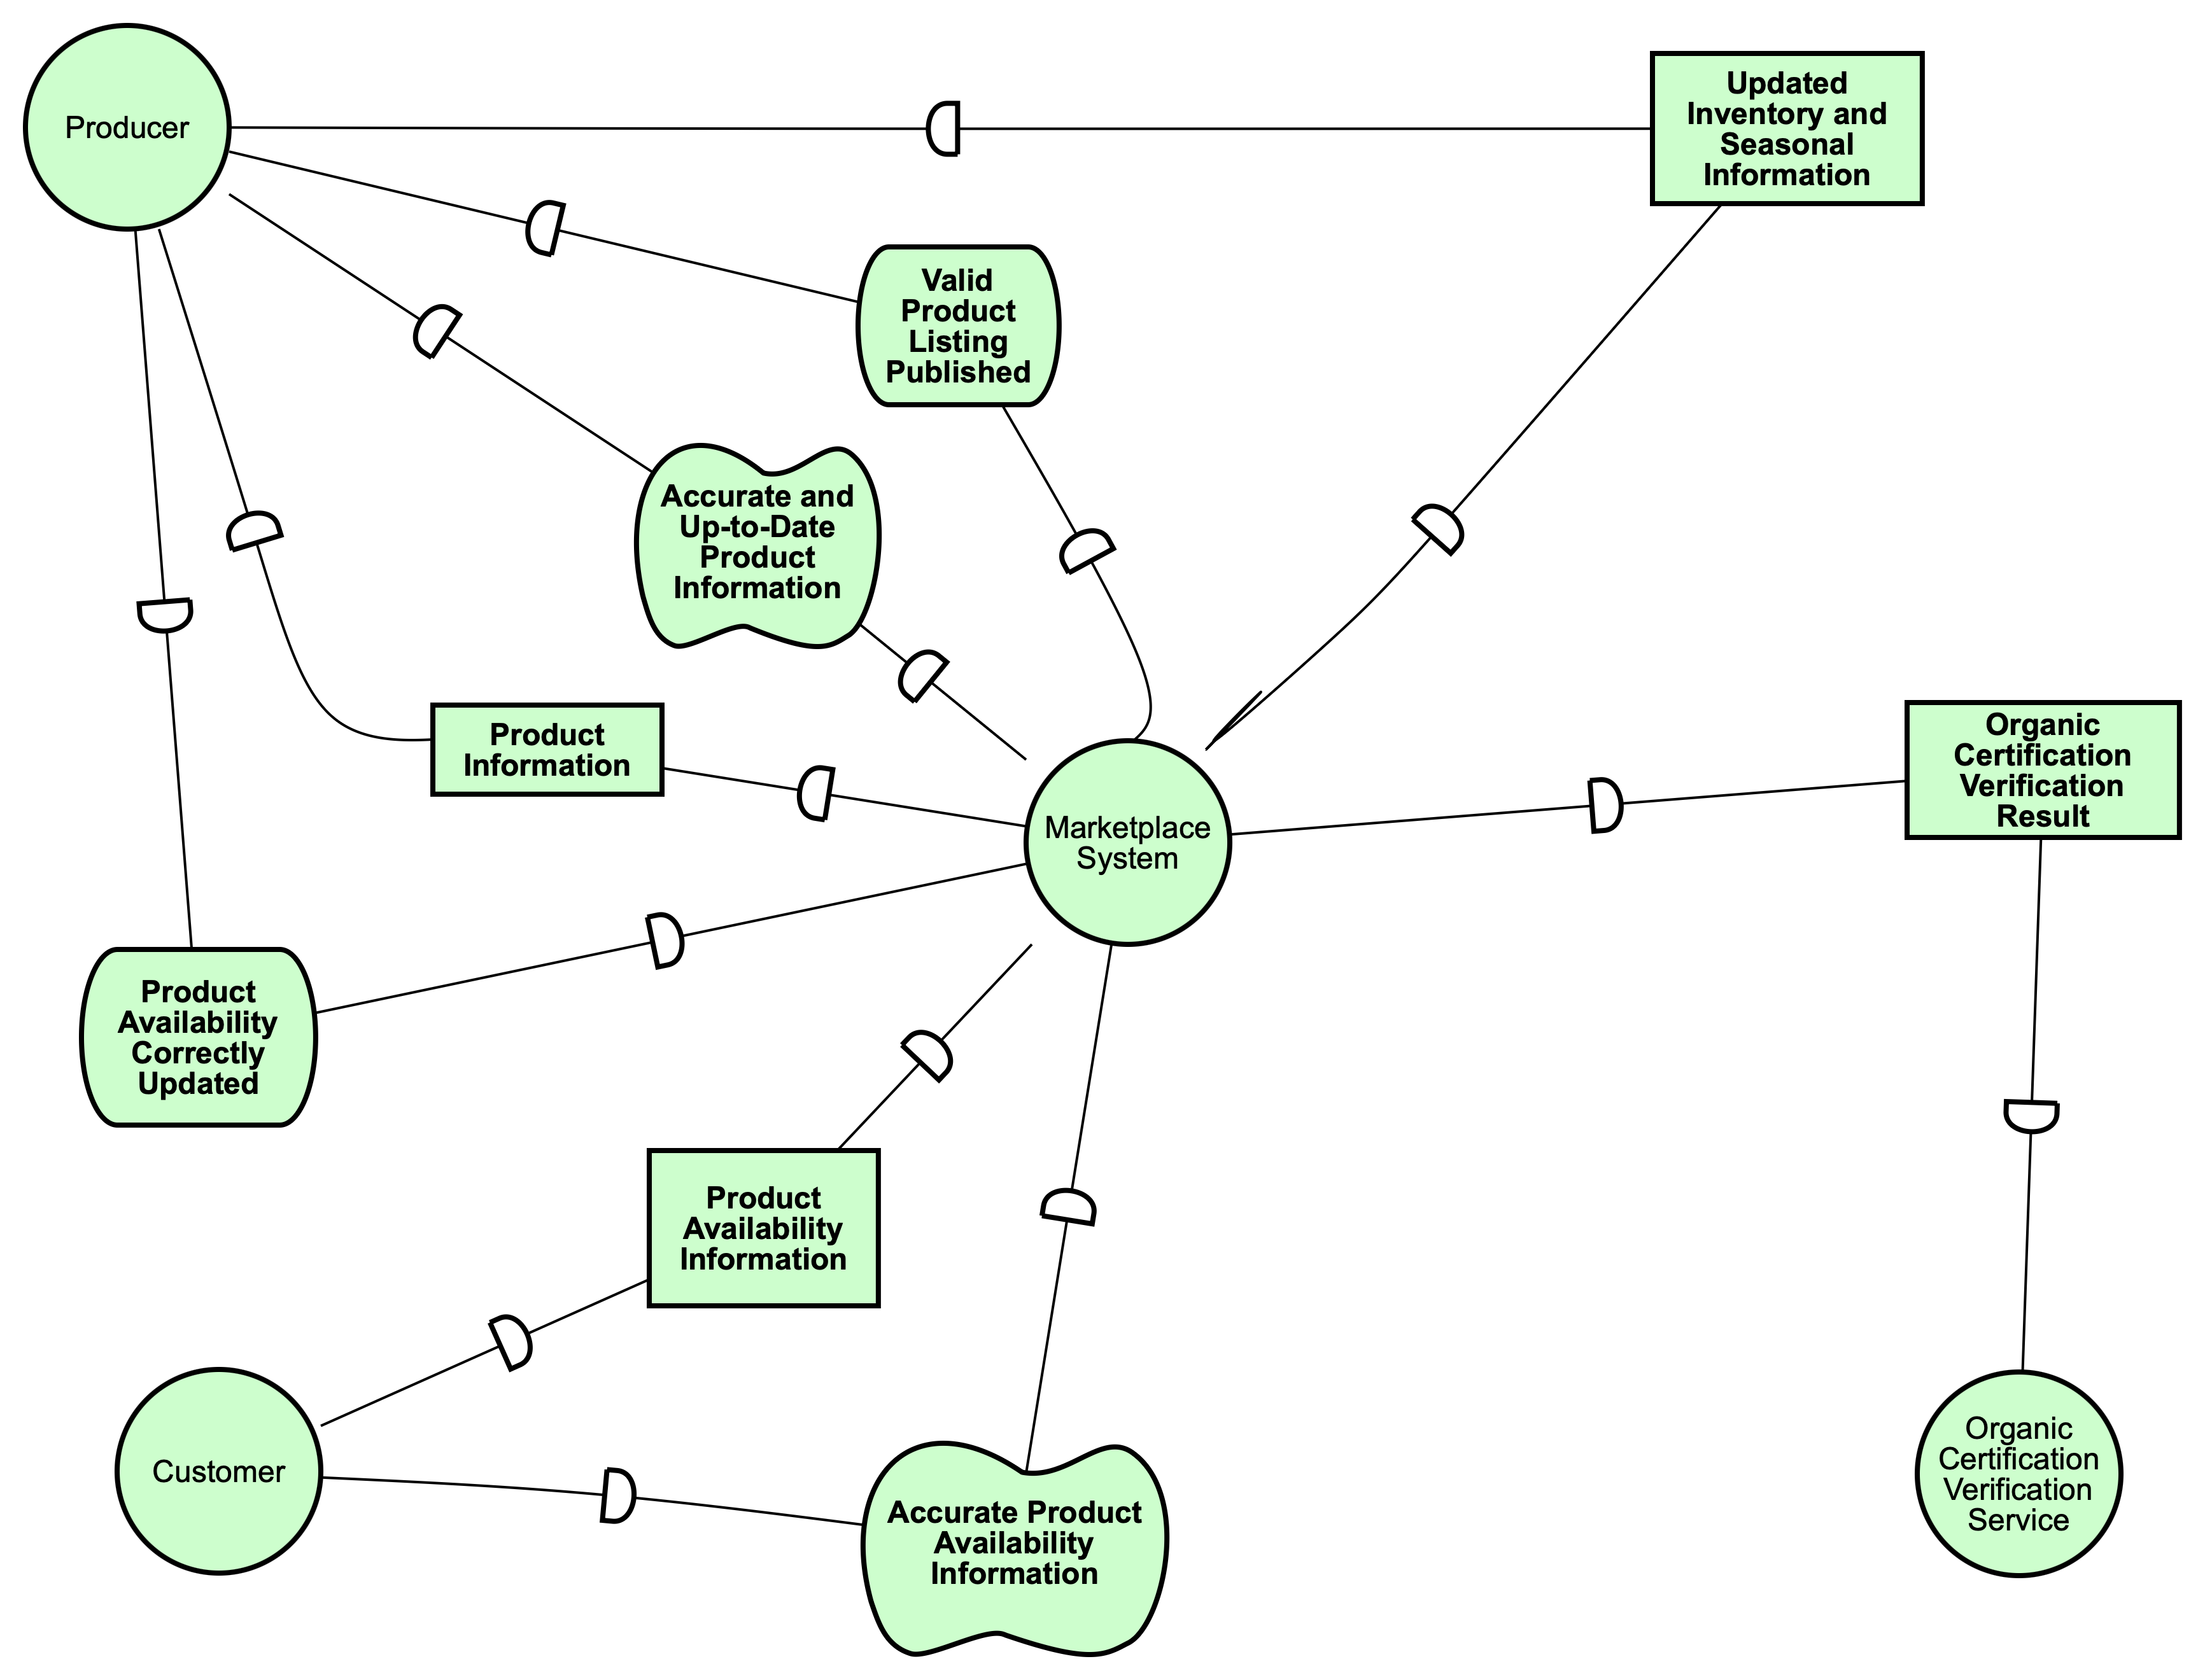 Producer
Updated
Inventory and
Seasonal
Information
Valid
Product
Listing
Published
Accurate and
Up-to-Date
Product
Information
Product
Information
Organic
Certification
Verification
Result
Marketplace
System
Product
Availability
Correctly
Updated
Product
Availability
Information
Customer
Accurate Product
Availability
Information
Organic
Certification
Verification
Service